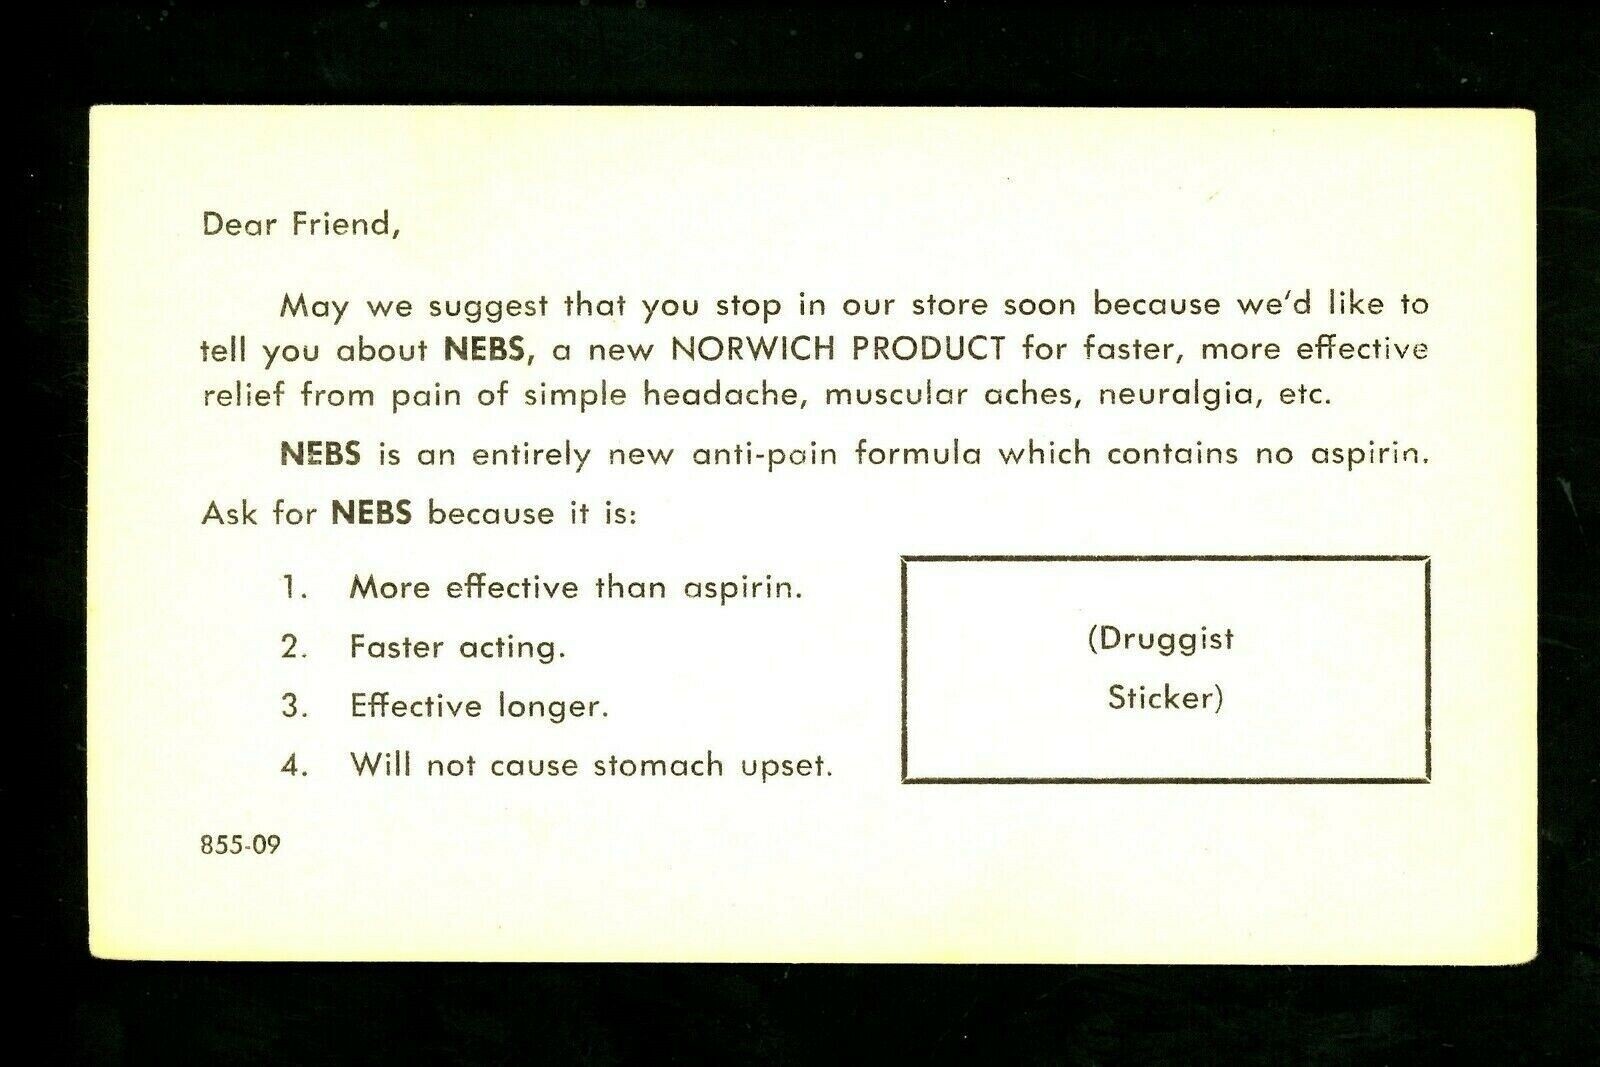 Dear Friend,
May we suggest that you stop in our store soon because we'd like to
tell you about NEBS, a new NORWICH PRODUCT for faster, more effective
relief from pain of simple headache, muscular aches, neuralgia, etc.
NEBS is an entirely new anti-pain formula which contains no aspirin.
Ask for NEBS because it is:
1. More effective than aspirin.
2. Faster acting.
3. Effective longer.
4. Will not cause stomach upset.
(Druggist
Sticker)
855-09